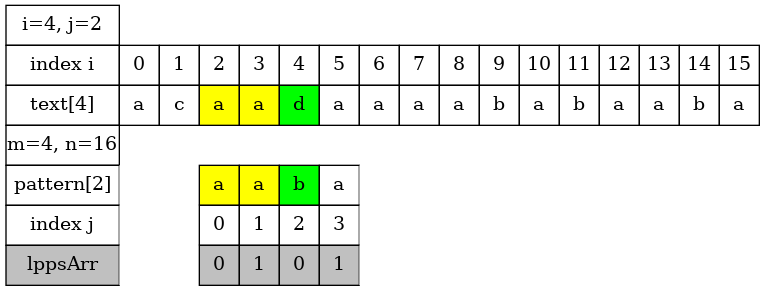 i=4, j=2
index i 0 1 2 3 4 5 6 7 8 9 10 11 12 13 14 15
text[4] a c a a d a a a a b a b a a b a
m=4, n=16
pattern[2] a a b a
index j 0 1 2 3
lppsArr 0 1 0 1